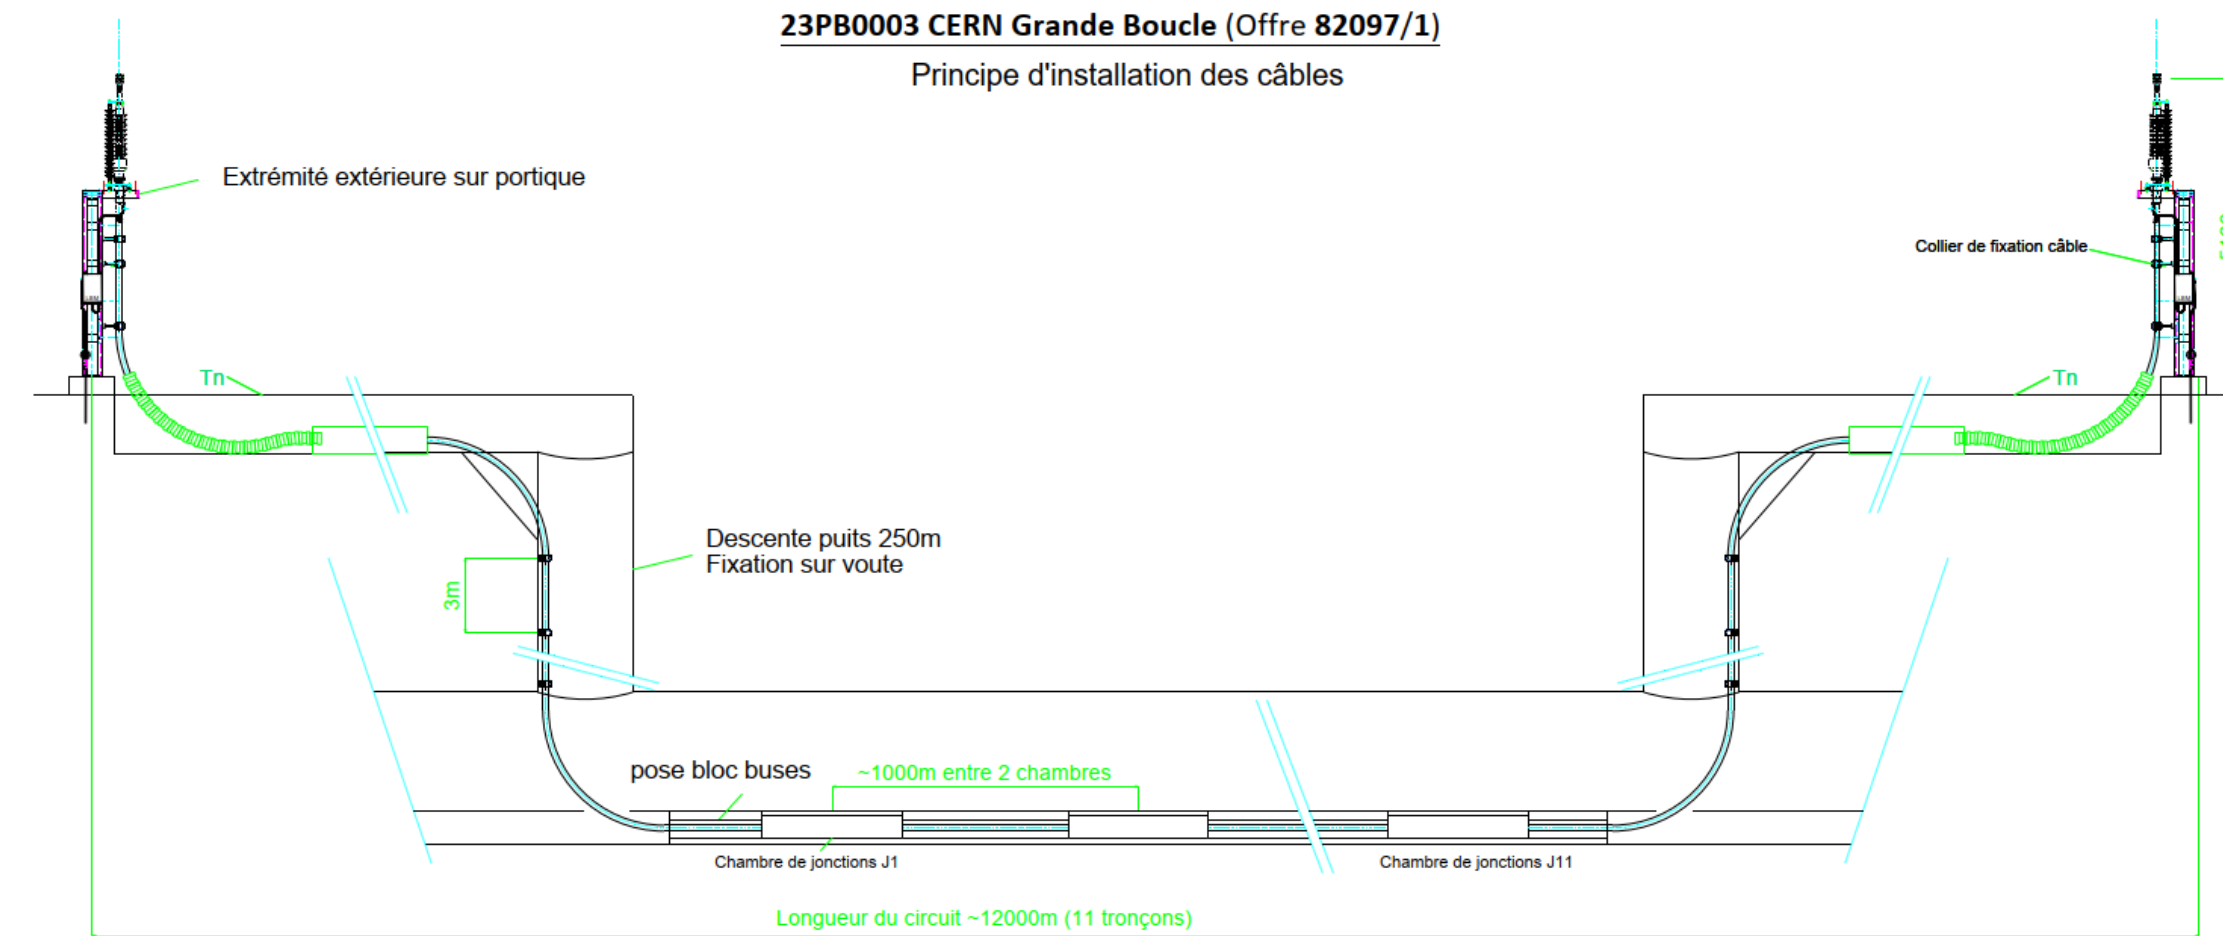 23PB0003 CERN Grande Boucle (Offre 82097/1)
Principe d'installation des câbles
Extrémité extérieure sur portique
Collier de fixation câble
Tn
Tn
Descente puits 250m
Fixation sur voute
3m
pose bloc buses
~1000m entre 2 chambres
Chambre de jonctions J1
Chambre de jonctions J11
Longueur du circuit ~12000m (11 tronçons)